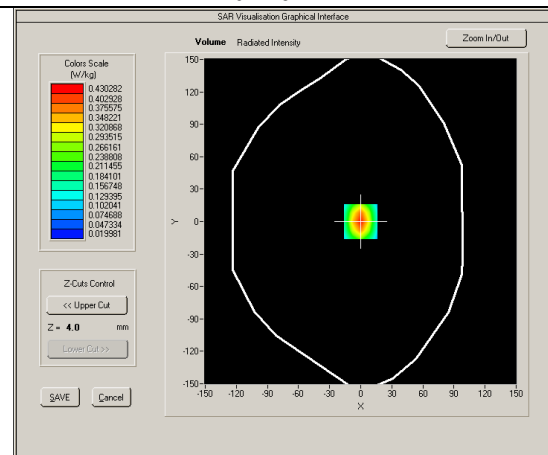 SAR Visualisation Graphical Interface
Volume Radiated Intensity
Zoom In/Out
Colors Scale
(W/kg)
0.430282
0.402928
0.375575
0.348221
0.320868
0.293515
0.266161
0.238808
0.211455
0.184101
0.156748
0.129395
0.102041
0.074688
0.047334
0.019981
Z-Cuts Control
<< Upper Cut
Z = 4.0 mm
Lower Cut >>
SAVE Cancel
150
120
90
60
30
0
-30
-60
-90
-120
-150
Y
-150 -120 -90 -60 -30 0 30 60 90 120 150
X